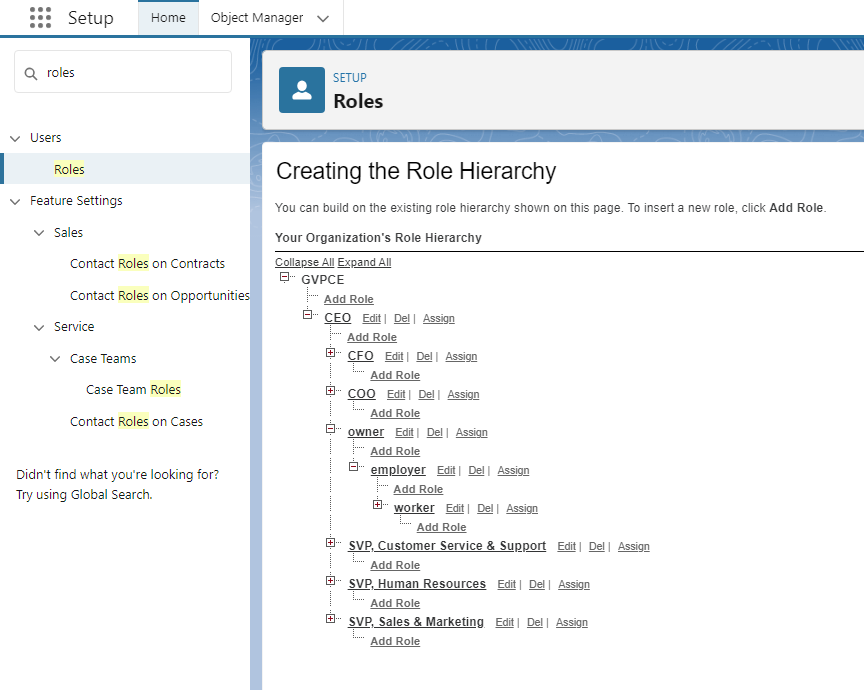 Setup Home Object Manager
roles
Users
Roles
Feature Settings
Sales
Contact Roles on Contracts
Contact Roles on Opportunities
Service
Case Teams
Case Team Roles
Contact Roles on Cases
Didn't find what you're looking for?
Try using Global Search.
SETUP
Roles
Creating the Role Hierarchy
You can build on the existing role hierarchy shown on this page. To insert a new role, click Add Role.
Your Organization's Role Hierarchy
Collapse All Expand All
GVPCE
Add Role
CEO Edit | Del | Assign
Add Role
CFO Edit | Del | Assign
Add Role
COO Edit | Del | Assign
Add Role
owner Edit | Del | Assign
Add Role
employer Edit | Del | Assign
Add Role
worker Edit | Del | Assign
Add Role
SVP, Customer Service & Support Edit | Del | Assign
Add Role
SVP, Human Resources Edit | Del | Assign
Add Role
SVP, Sales & Marketing Edit | Del | Assign
Add Role